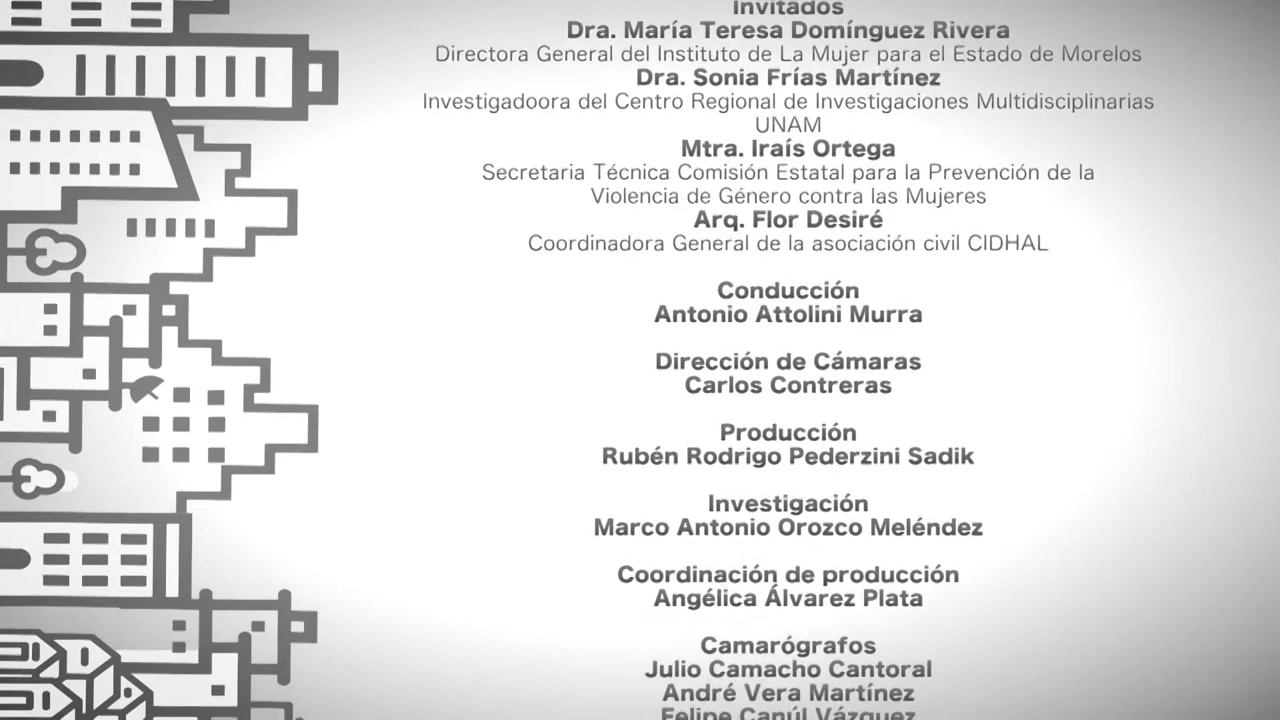 Invitados
Dra. María Teresa Domínguez Rivera
Directora General del Instituto de La Mujer para el Estado de Morelos
Dra. Sonia Frías Martínez
Investigadoora del Centro Regional de Investigaciones Multidisciplinarias
UNAM
Mtra. Iraís Ortega
Secretaria Técnica Comisión Estatal para la Prevención de la
Violencia de Género contra las Mujeres
Arq. Flor Desiré
Coordinadora General de la asociación civil CIDHAL
Conducción
Antonio Attolini Murra
Dirección de Cámaras
Carlos Contreras
Producción
Rubén Rodrigo Pederzini Sadik
Investigación
Marco Antonio Orozco Meléndez
Coordinación de producción
Angélica Álvarez Plata
Camarógrafos
Julio Camacho Cantoral
André Vera Martínez
Felipe Canúl Vázquez